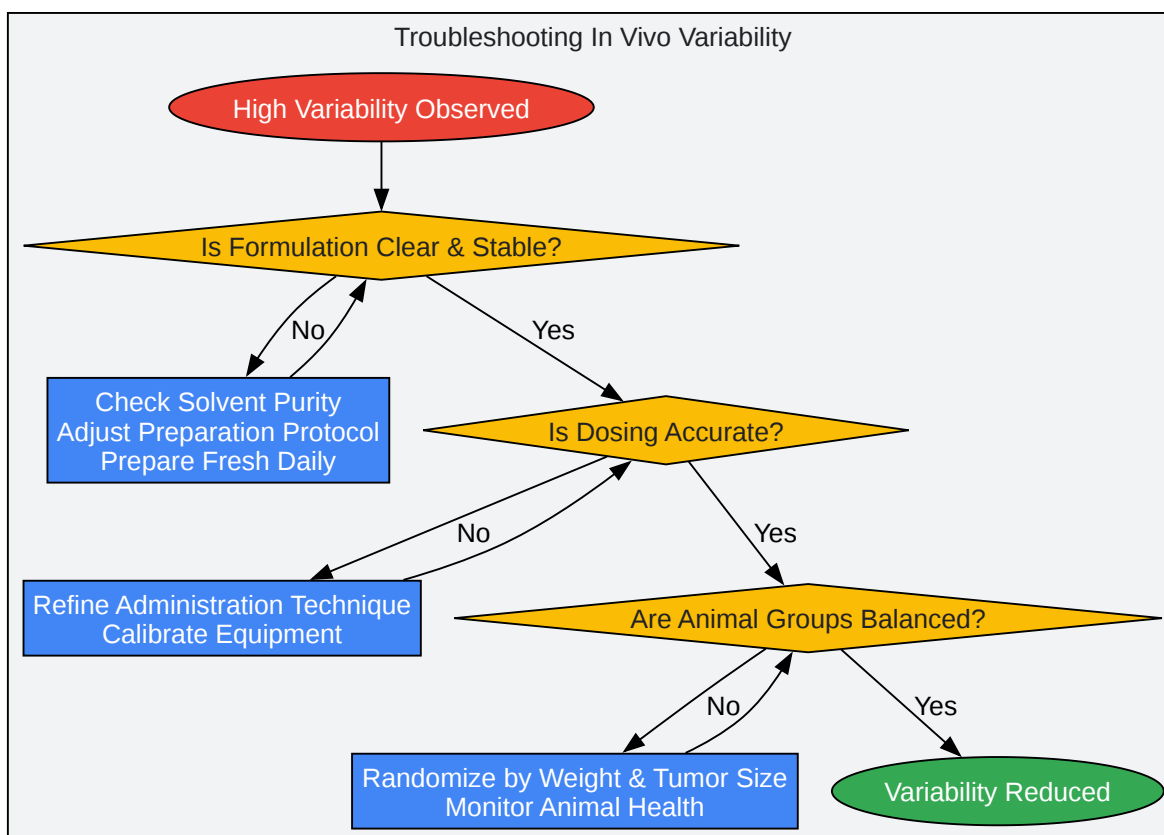 Troubleshooting In Vivo Variability
High Variability Observed
Is Formulation Clear & Stable?
No
Yes
Check Solvent Purity
Adjust Preparation Protocol
Prepare Fresh Daily
Is Dosing Accurate?
No
Yes
Refine Administration Technique
Calibrate Equipment
Are Animal Groups Balanced?
No
Yes
Randomize by Weight & Tumor Size
Monitor Animal Health
Variability Reduced